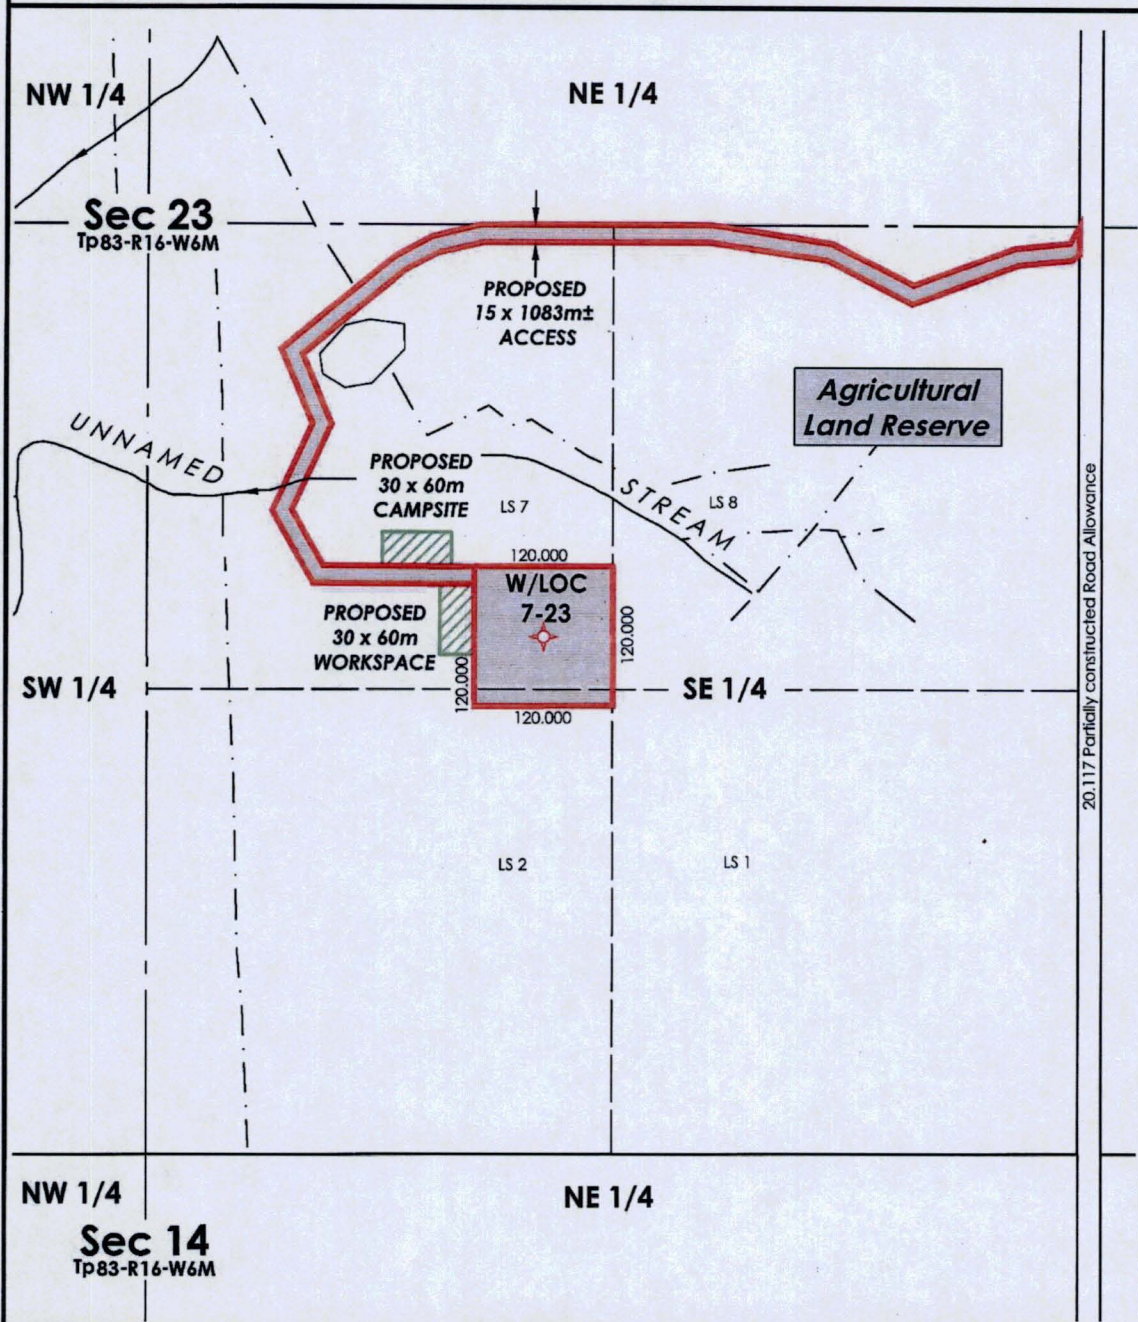 NW 1/4
NE 1/4
Sec 23
Tp83-R16-W6M
PROPOSED
15 x 1083m±
ACCESS
Agricultural
Land Reserve
UNNAMED
PROPOSED
30 x 60m
CAMPSITE
STREAM
LS 7
LS 8
120.000
W/LOC
7-23
120.000
PROPOSED
30 x 60m
WORKSPACE
120.000
120.000
SW 1/4
SE 1/4
20.117 Partially constructed Road Allowance
LS 2
LS 1
NW 1/4
NE 1/4
Sec 14
Tp83-R16-W6M